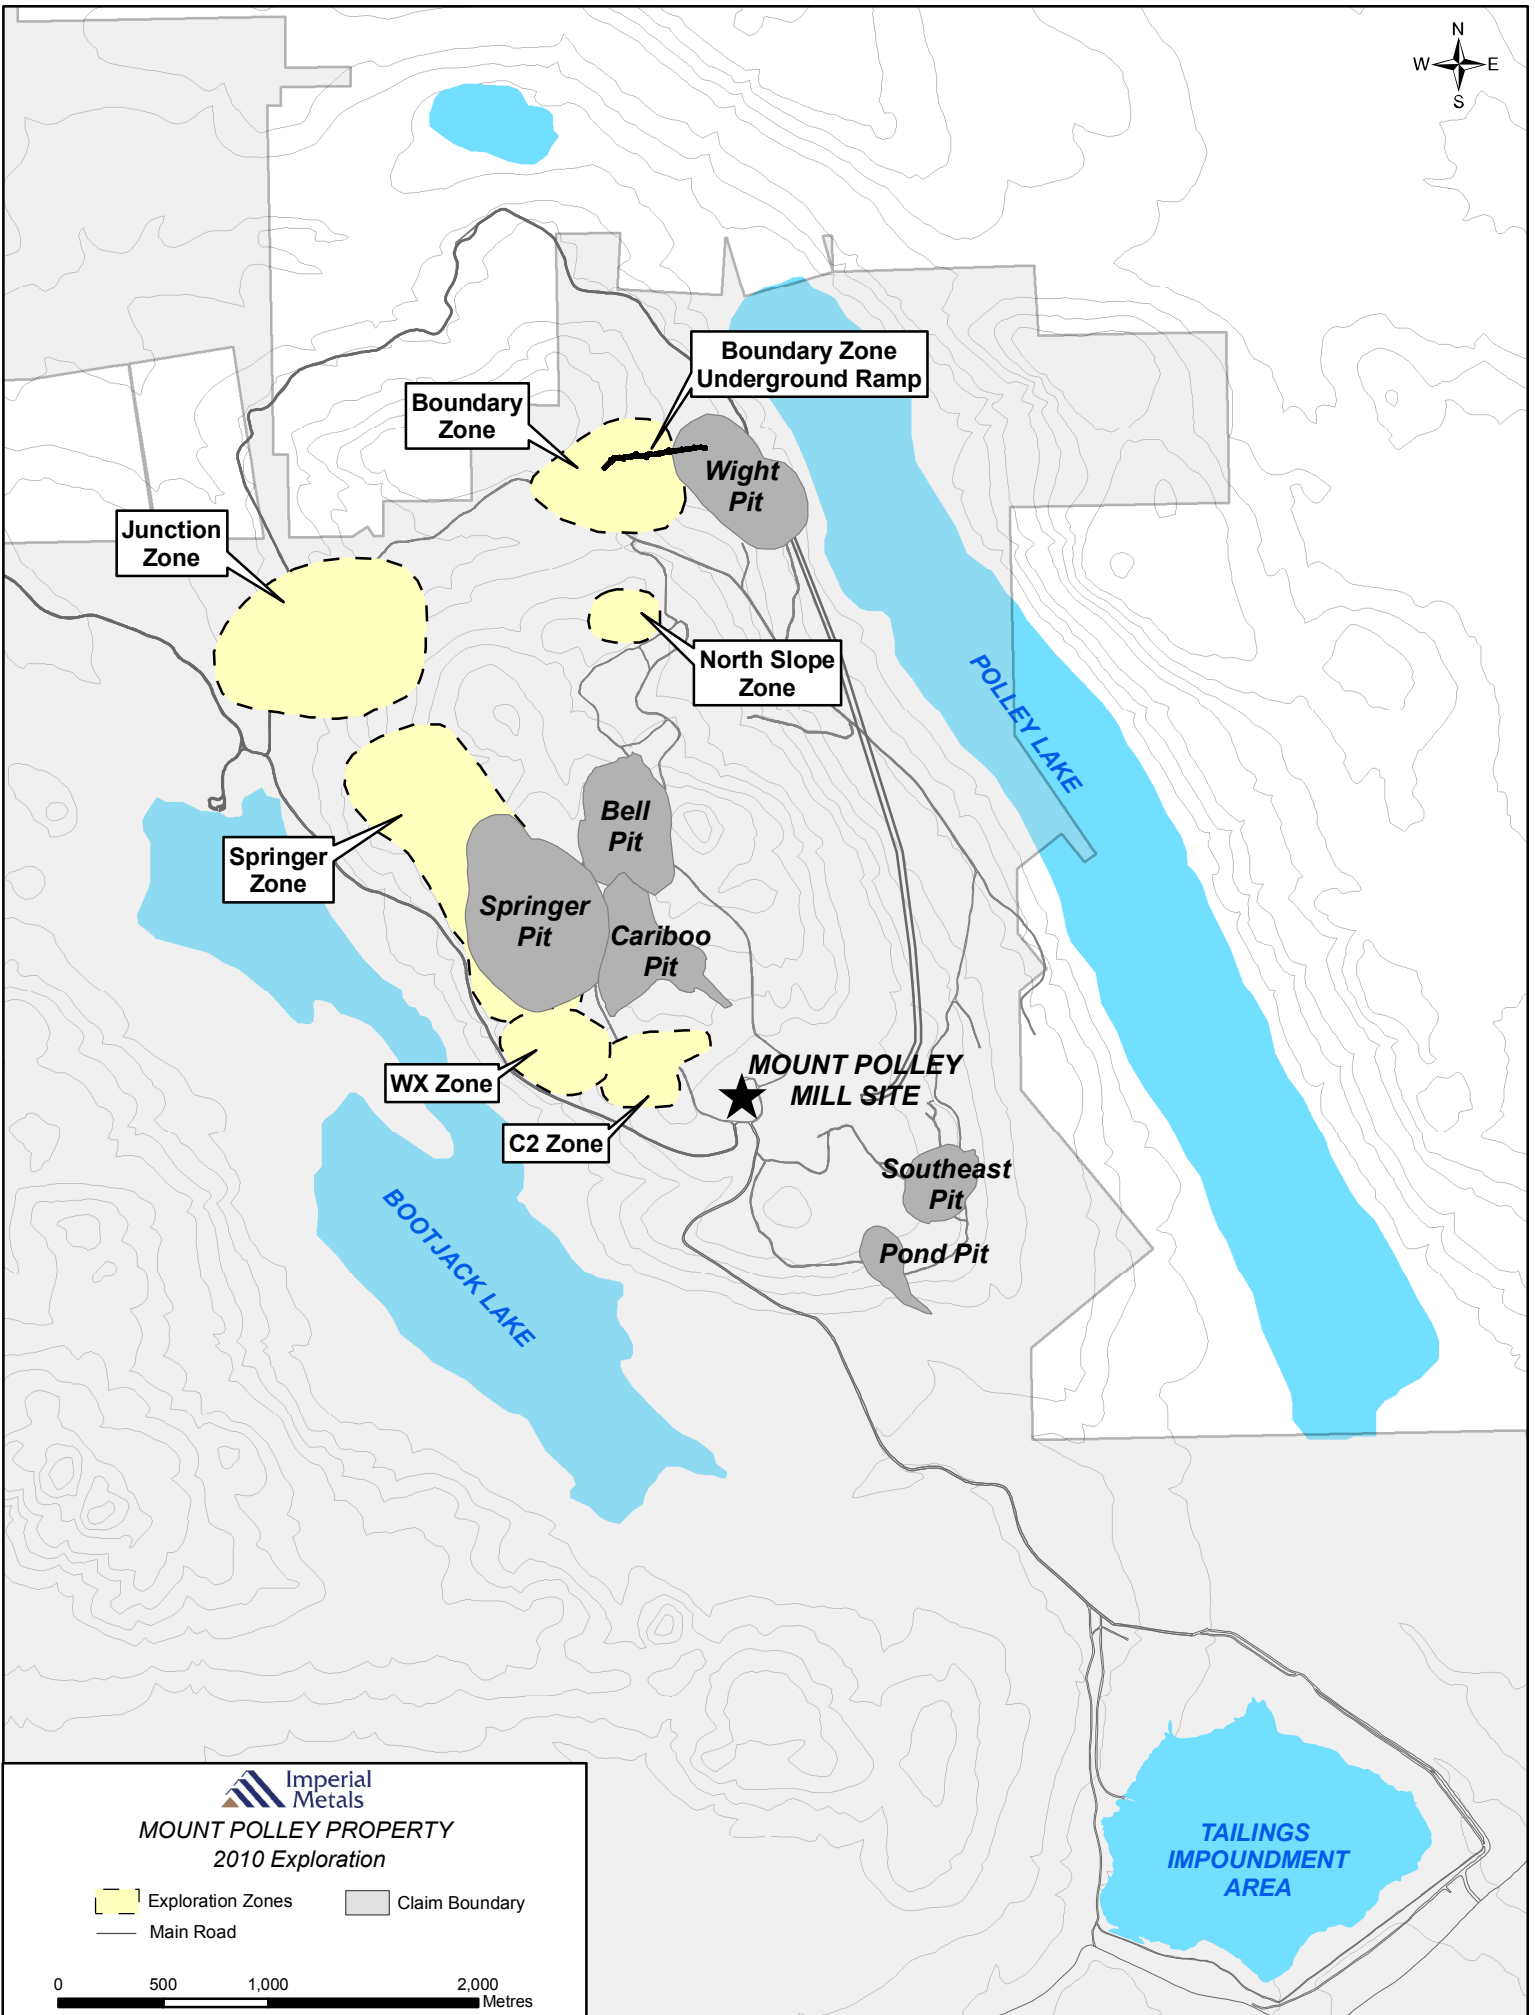 N
W E
S
Boundary Zone
Underground Ramp
Boundary
Zone
Wight
Pit
Junction
Zone
North Slope
Zone
POLLEY LAKE
Bell
Pit
Springer
Zone
Springer
Pit
Cariboo
Pit
WX Zone
MOUNT POLLEY
MILL SITE
C2 Zone
Southeast
Pit
Pond Pit
BOOTJACK LAKE
TAILINGS
IMPOUNDMENT
AREA
Imperial
Metals
MOUNT POLLEY PROPERTY
2010 Exploration
Exploration Zones
Claim Boundary
Main Road
0 500 1,000 2,000
Metres